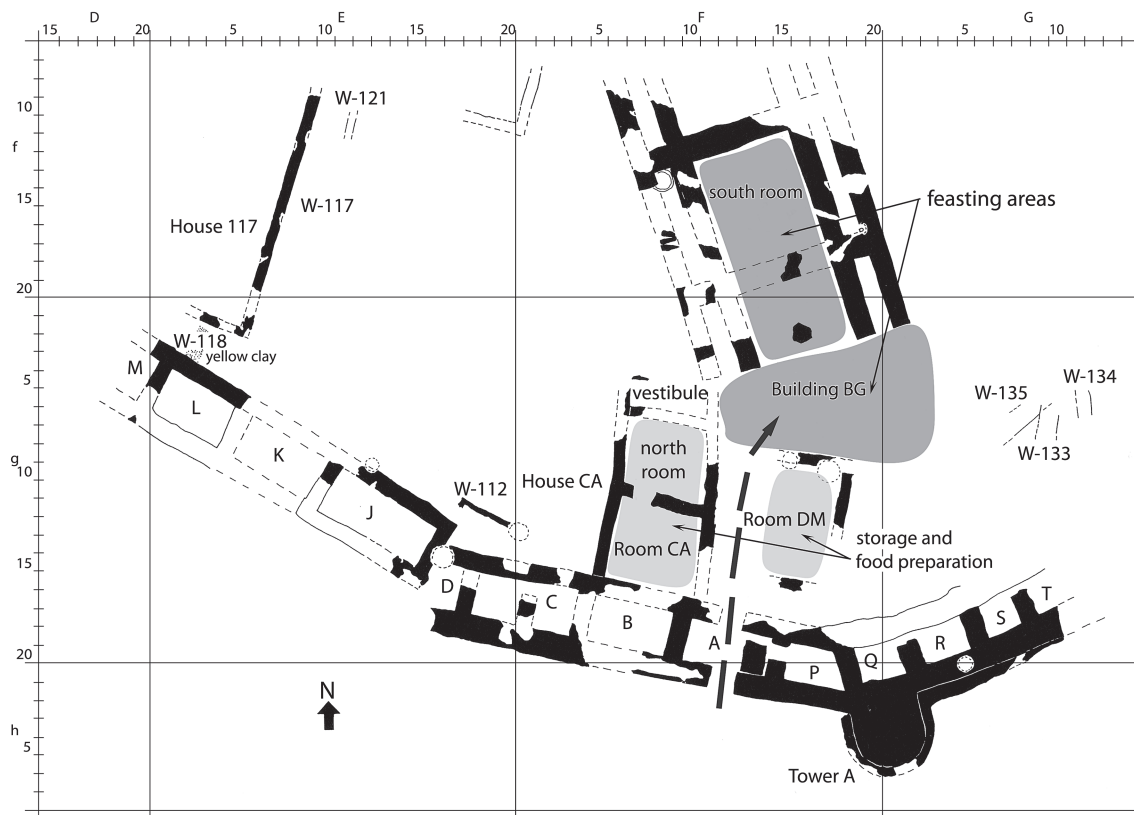 D E F G
15 20 5 10 15 20 5 10 15 20 5 10
10
f
15
20
5
g
10
15
20
h
5
W-121
W-117
House 117
W-118
yellow clay
south room
feasting areas
Building BG
W-134
W-135
W-133
vestibule
north
room
House CA
W-112
Room CA
Room DM
storage and
food preparation
M
L
K
J
D
C
B
A
P
Q
R
S
T
N
Tower A